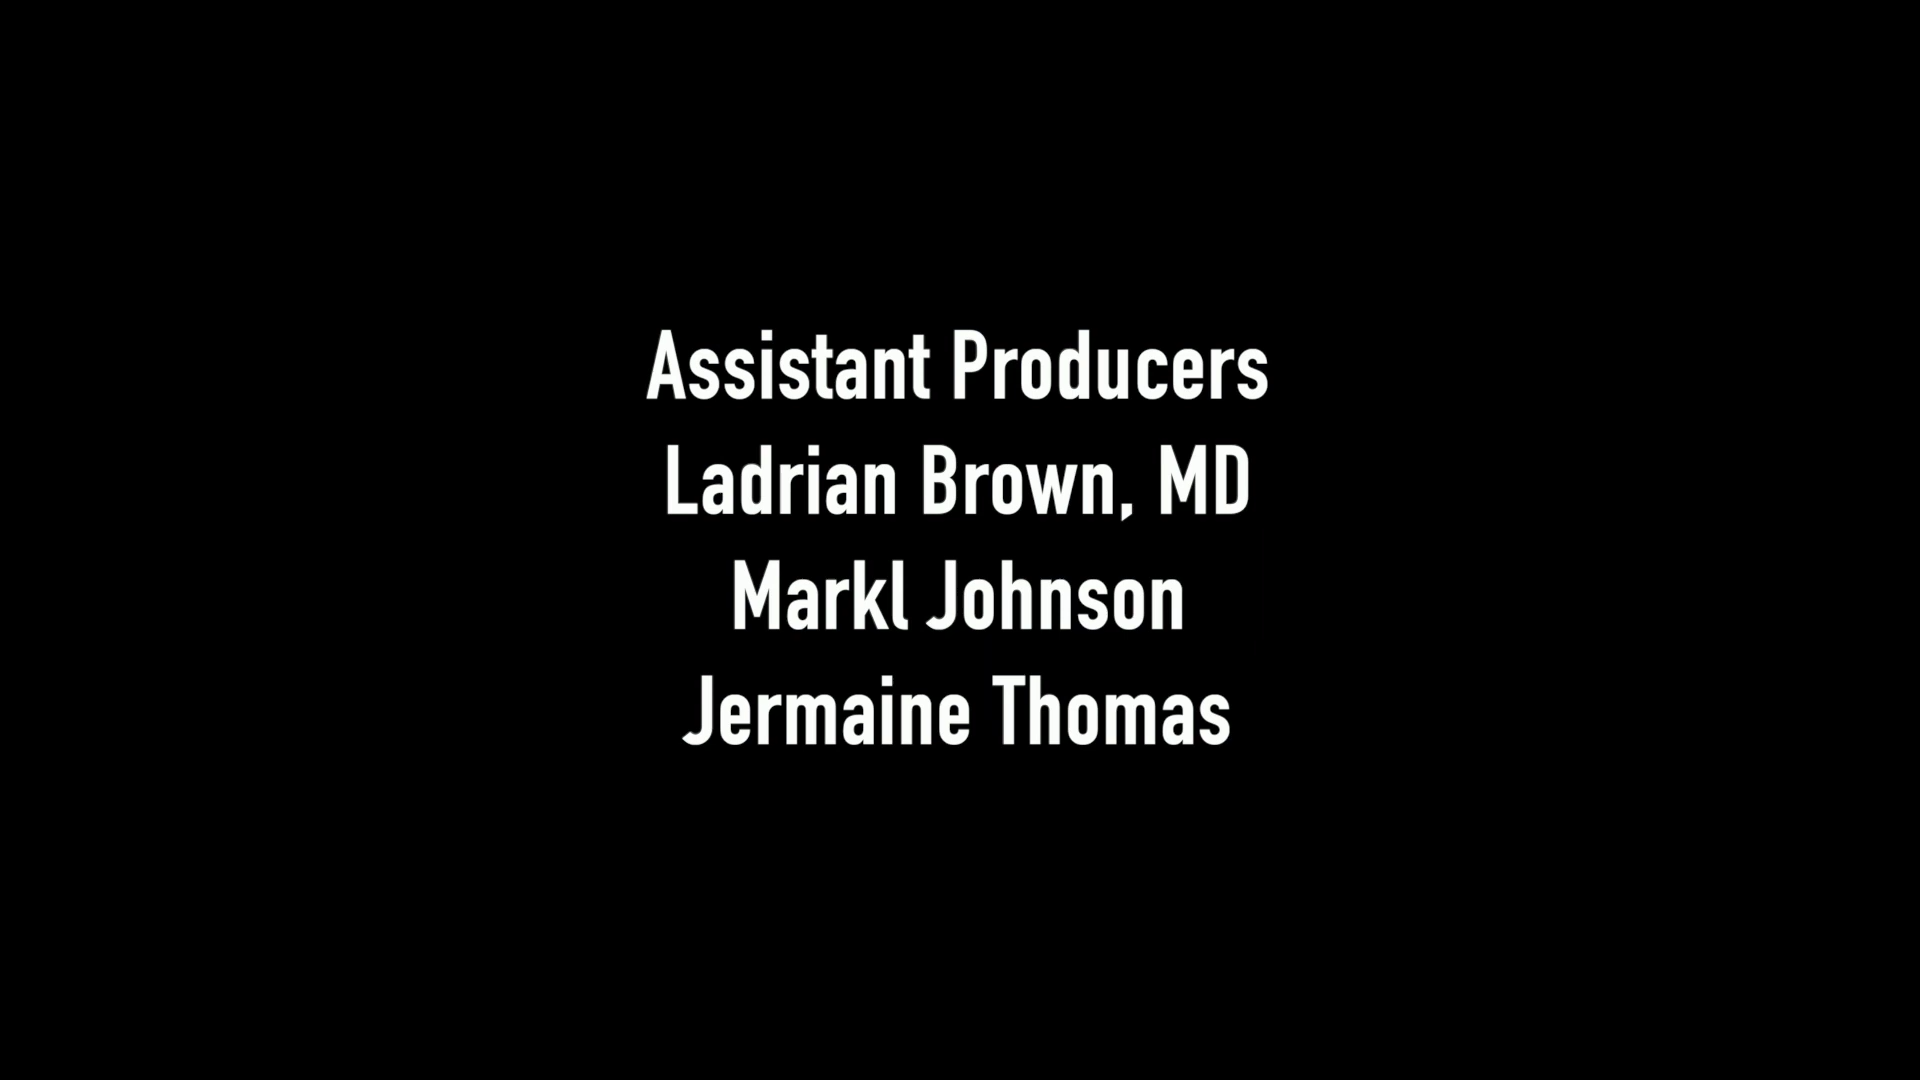 Assistant Producers
Ladrian Brown, MD
Markl Johnson
Jermaine Thomas